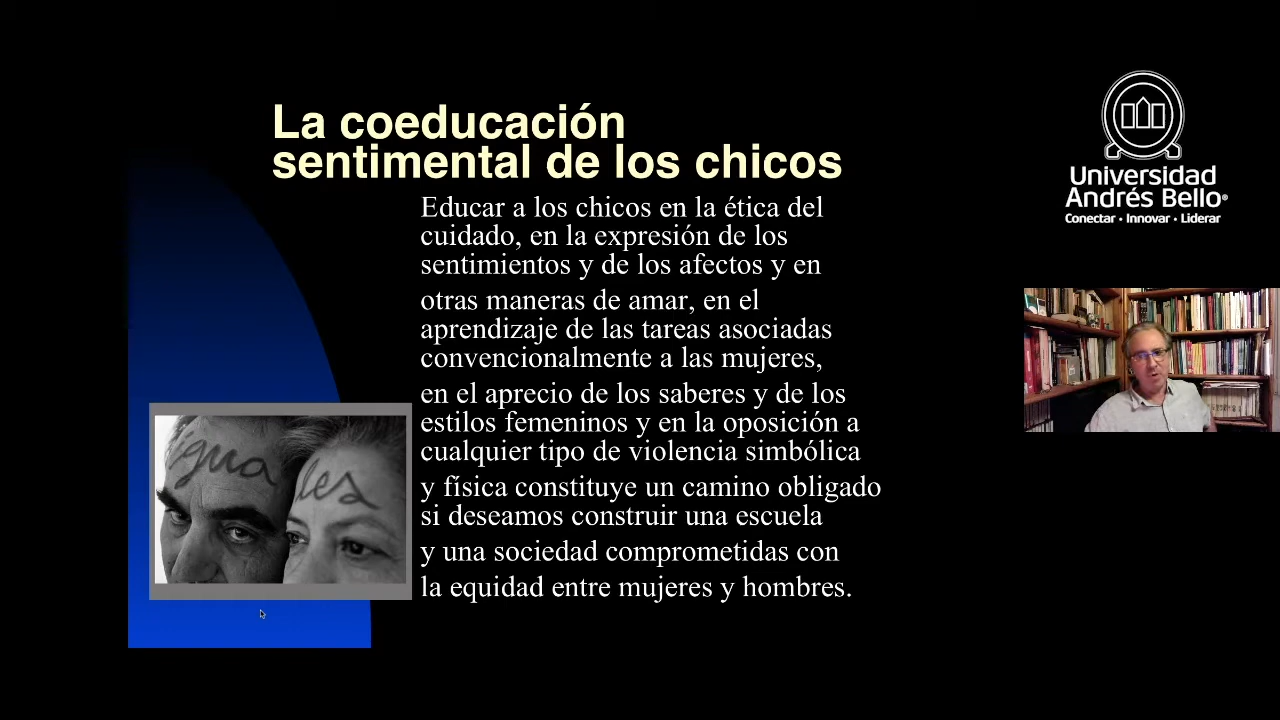 La coeducación
sentimental de los chicos
Educar a los chicos en la ética del
cuidado, en la expresión de los
sentimientos y de los afectos y en
otras maneras de amar, en el
aprendizaje de las tareas asociadas
convencionalmente a las mujeres,
en el aprecio de los saberes y de los
estilos femeninos y en la oposición a
cualquier tipo de violencia simbólica
y física constituye un camino obligado
si deseamos construir una escuela
y una sociedad comprometidas con
la equidad entre mujeres y hombres.
igua les
Universidad
Andrés Bello®
Conectar · Innovar · Liderar